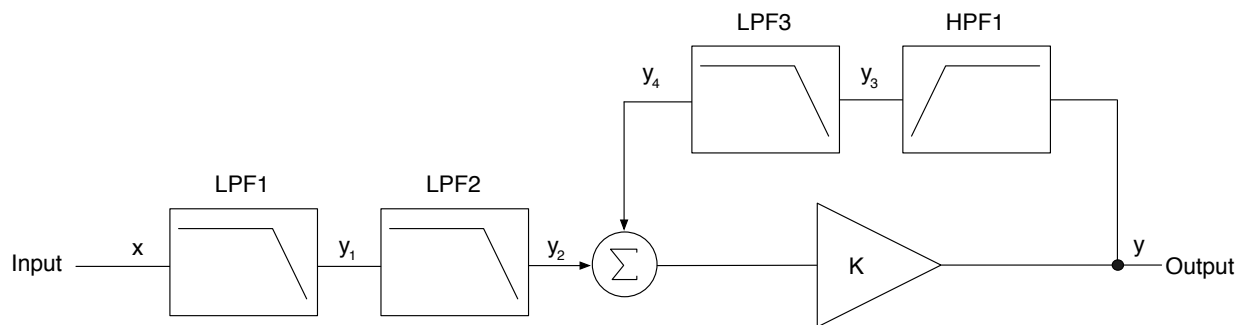 LPF3 HPF1
y4 y3
LPF1 LPF2
Input x y1 y2 Σ K y Output